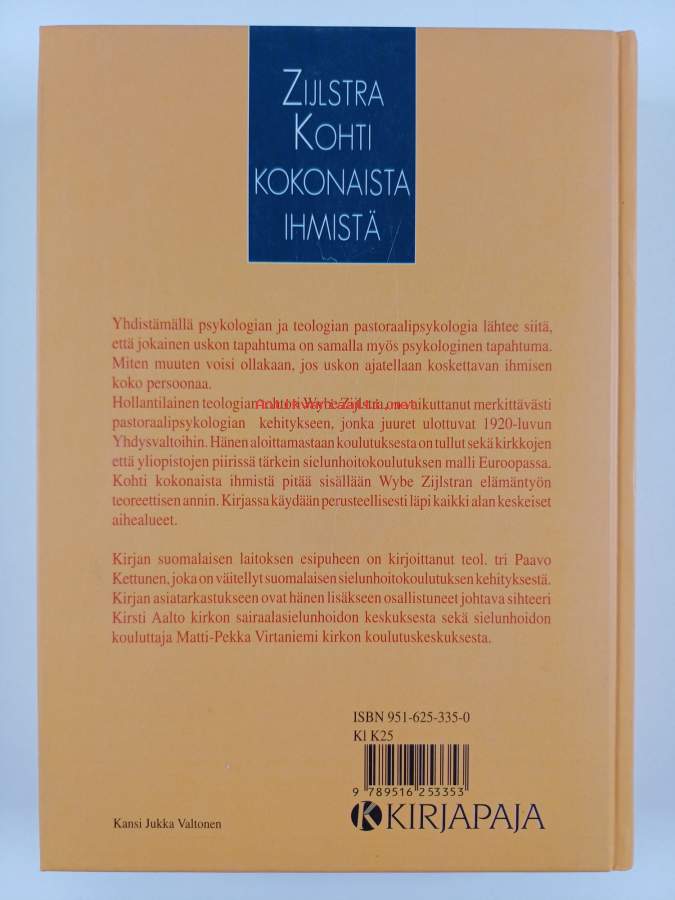 ZIJLSTRA
KOHTI
KOKONAISTA
IHMISTÄ
Yhdistämällä psykologian ja teologian pastoraalipsykologia lähtee siitä,
että jokainen uskon tapahtuma on samalla myös psykologinen tapahtuma.
Miten muuten voisi ollakaan, jos uskon ajatellaan koskettavan ihmisen
koko persoonaa.
Hollantilainen teologian tohtori Wybe Zijlstra on vaikuttanut merkittävästi
pastoraalipsykologian kehitykseen, jonka juuret ulottuvat 1920-luvun
Yhdysvaltoihin. Hänen aloittamastaan koulutuksesta on tullut sekä kirkkojen
että yliopistojen piirissä tärkein sielunhoitokoulutuksen malli Euroopassa.
Kohti kokonaista ihmistä pitää sisällään Wybe Zijlstran elämäntyön
teoreettisen annin. Kirjassa käydään perusteellisesti läpi kaikki alan keskeiset
aihealueet.
Kirjan suomalaisen laitoksen esipuheen on kirjoittanut teol. tri Paavo
Kettunen, joka on väitellyt suomalaisen sielunhoitokoulutuksen kehityksestä.
Kirjan asiatarkastukseen ovat hänen lisäkseen osallistuneet johtava sihteeri
Kirsti Aalto kirkon sairaalasielunhoidon keskuksesta sekä sielunhoidon
kouluttaja Matti-Pekka Virtaniemi kirkon koulutuskeskuksesta.
ISBN 951-625-335-0
Kl K25
9 789516 253353
KIRJAPAJA
Kansi Jukka Valtonen